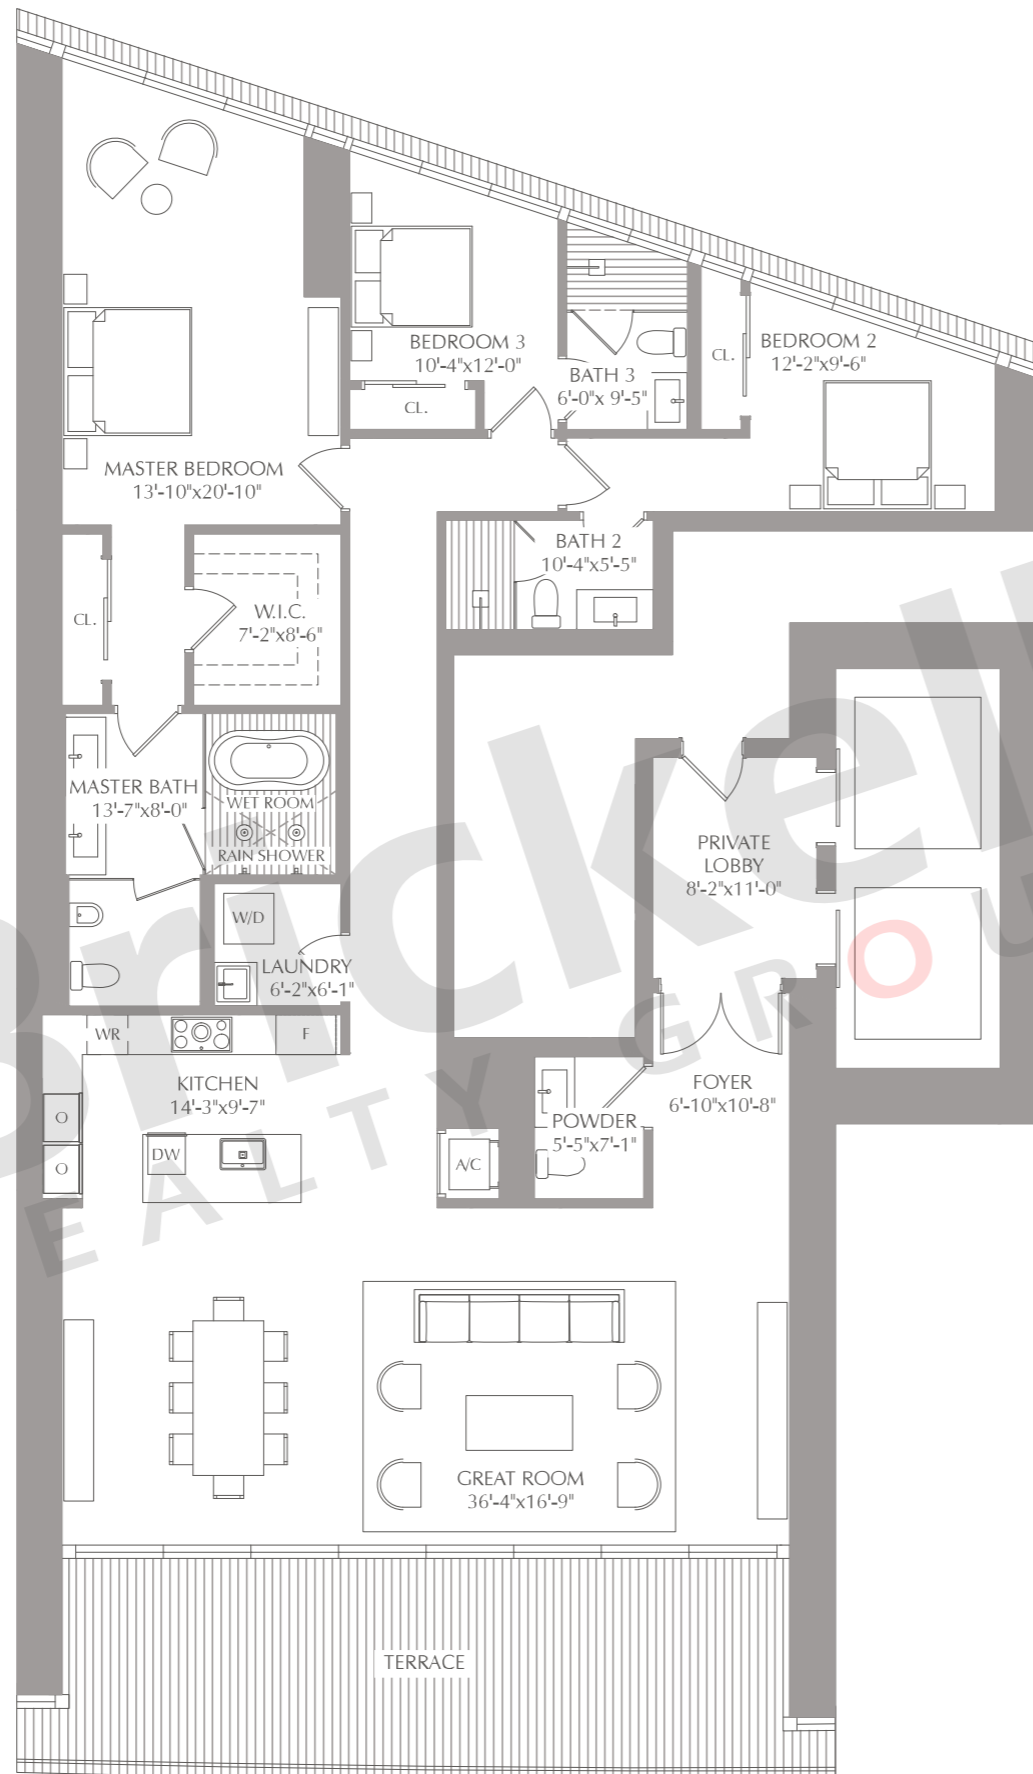 BEDROOM 3
10'-4"x12'-0"
CL.
BATH 3
6'-0"x 9'-5"
CL.
BEDROOM 2
12'-2"x9'-6"
MASTER BEDROOM
13'-10"x20'-10"
BATH 2
10'-4"x5'-5"
CL.
W.I.C.
7'-2"x8'-6"
MASTER BATH
13'-7"x8'-0"
WET ROOM
RAIN SHOWER
PRIVATE
LOBBY
8'-2"x11'-0"
W/D
LAUNDRY
6'-2"x6'-1"
WR
F
KITCHEN
14'-3"x9'-7"
O
O
DW
FOYER
6'-10"x10'-8"
POWDER
5'-5"x7'-1"
A/C
GREAT ROOM
36'-4"x16'-9"
TERRACE
Brickell
REALTY GROU